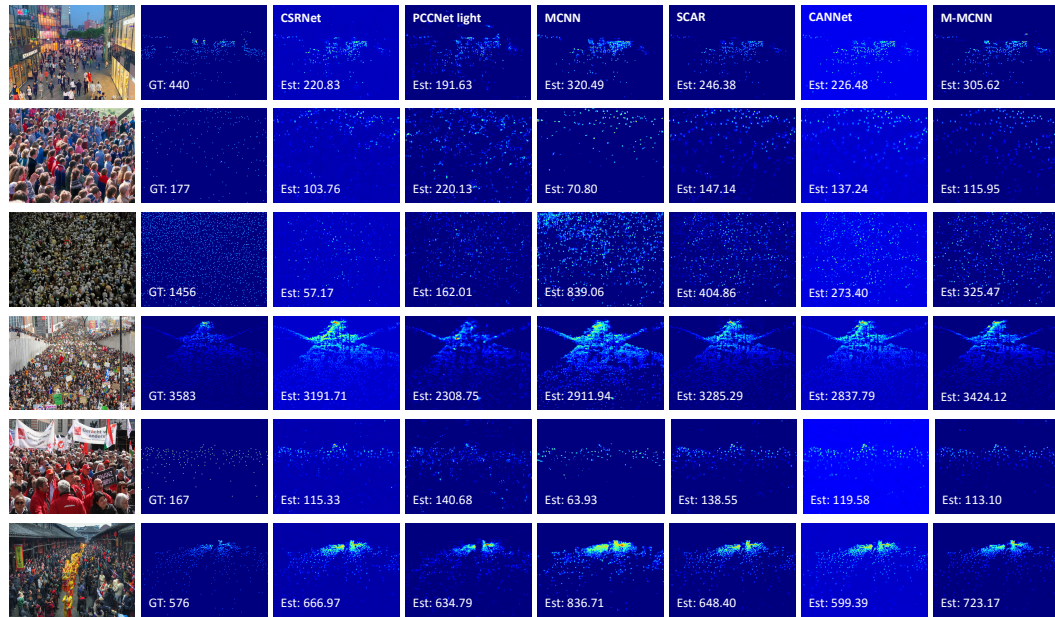 CSRNet PCCNet light MCNN SCAR CANNet M-MCNN
GT: 440 Est: 220.83 Est: 191.63 Est: 320.49 Est: 246.38 Est: 226.48 Est: 305.62
GT: 177 Est: 103.76 Est: 220.13 Est: 70.80 Est: 147.14 Est: 137.24 Est: 115.95
GT: 1456 Est: 57.17 Est: 162.01 Est: 839.06 Est: 404.86 Est: 273.40 Est: 325.47
GT: 3583 Est: 3191.71 Est: 2308.75 Est: 2911.94 Est: 3285.29 Est: 2837.79 Est: 3424.12
GT: 167 Est: 115.33 Est: 140.68 Est: 63.93 Est: 138.55 Est: 119.58 Est: 113.10
GT: 576 Est: 666.97 Est: 634.79 Est: 836.71 Est: 648.40 Est: 599.39 Est: 723.17